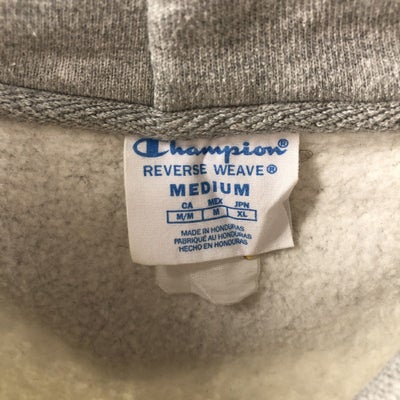 Champion®
REVERSE WEAVE®
MEDIUM
CA MEX JPN
M/M M XL
MADE IN HONDURAS
FABRIQUÉ AU HONDURAS
HECHO EN HONDURAS